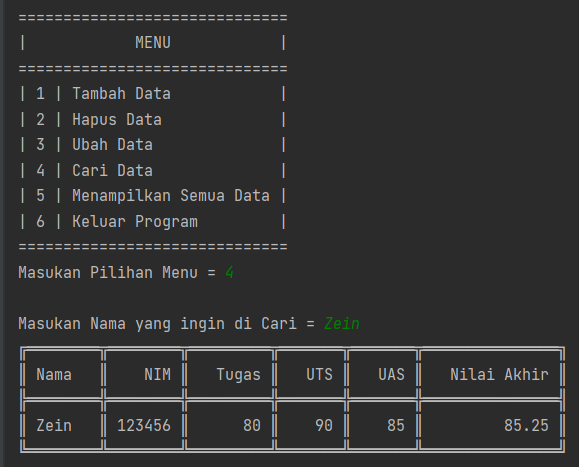 ==============================
|            MENU            |
==============================
| 1 | Tambah Data            |
| 2 | Hapus Data             |
| 3 | Ubah Data              |
| 4 | Cari Data              |
| 5 | Menampilkan Semua Data |
| 6 | Keluar Program         |
==============================
Masukan Pilihan Menu = 4
Masukan Nama yang ingin di Cari = Zein
╔════════╦════════╦═════════╦═══════╦═══════╦═══════════════╗
║ Nama   ║    NIM ║   Tugas ║   UTS ║   UAS ║   Nilai Akhir ║
╠════════╬════════╬═════════╬═══════╬═══════╬═══════════════╣
║ Zein   ║ 123456 ║      80 ║    90 ║    85 ║         85.25 ║
╚════════╩════════╩═════════╩═══════╩═══════╩═══════════════╝